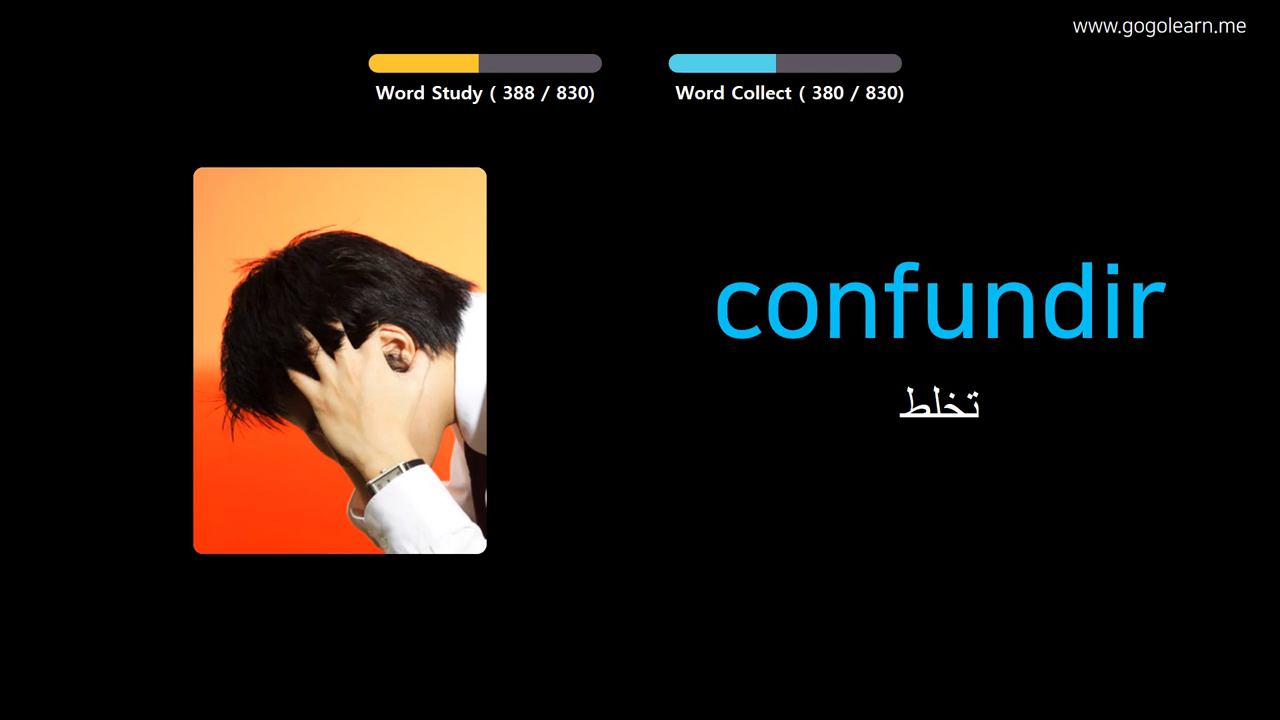 www.gogolearn.me
Word Study ( 388 / 830)
Word Collect ( 380 / 830)
confundir
تخلط